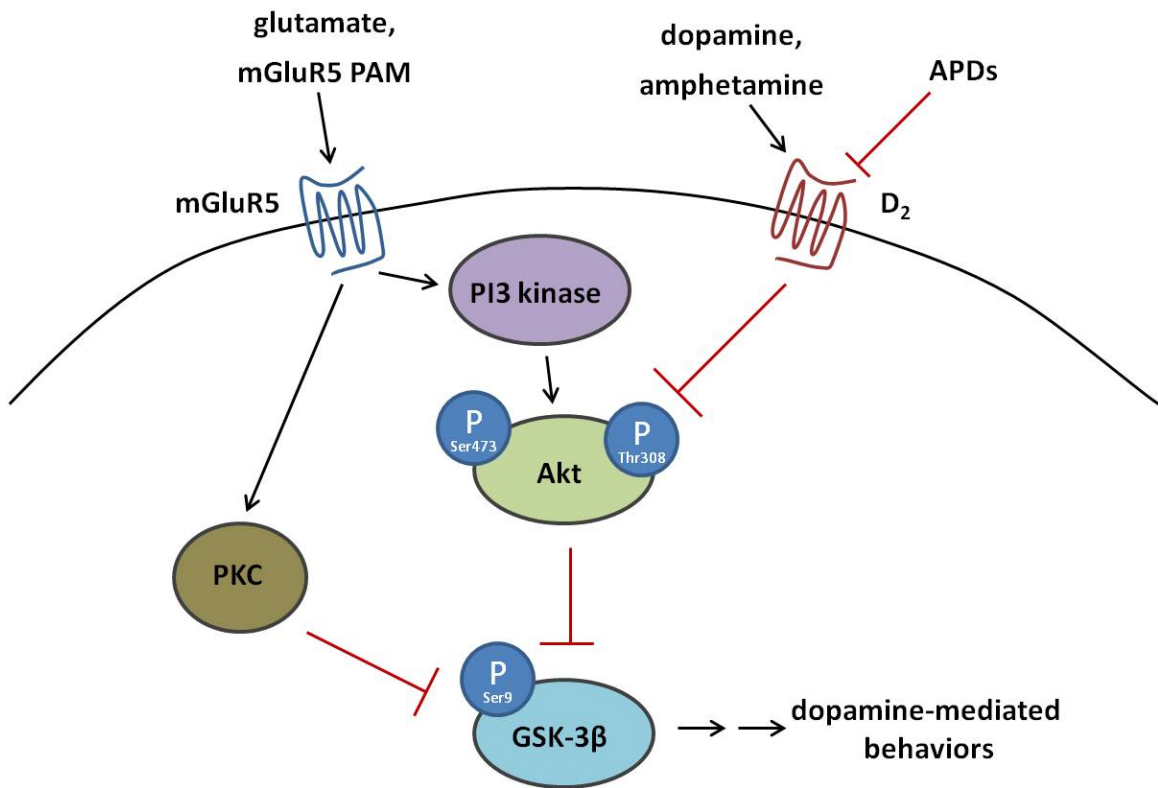 glutamate,
mGluR5 PAM
dopamine,
amphetamine
APDs
mGluR5
D₂
PI3 kinase
P
Ser473
P
Thr308
Akt
PKC
P
Ser9
GSK-3β
dopamine-mediated
behaviors